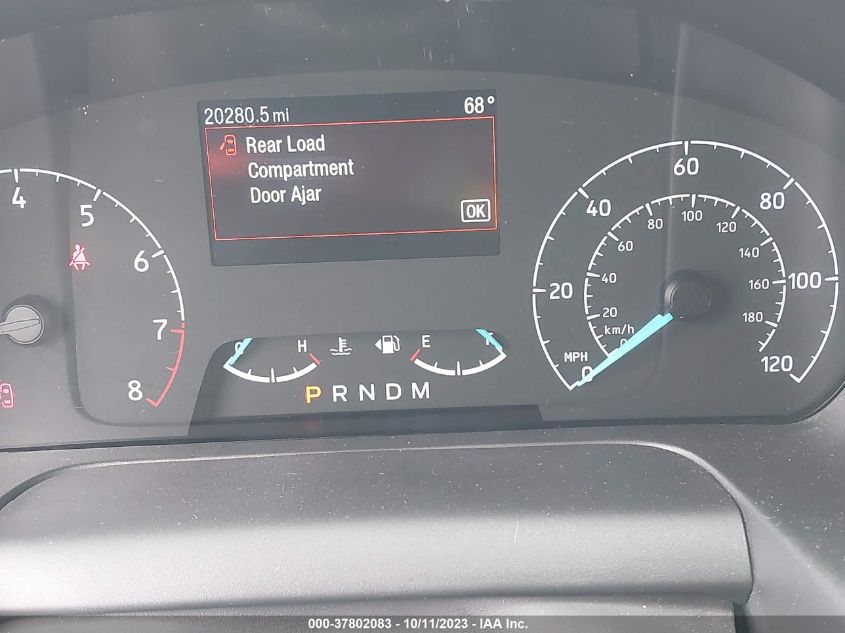 20280.5 mi 68°
Rear Load
Compartment
Door Ajar
OK
4
5
6
7
8
C H
E F
P R N D M
0 20 40 60 80 100 120
MPH
0 20 40 60 80 100 120 140 160 180
km/h
000-37802083 - 10/11/2023 - © IAA Inc.